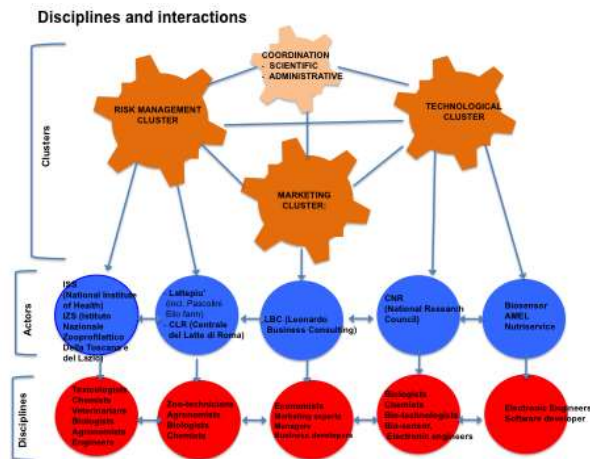 Disciplines and interactions
COORDINATION
- SCIENTIFIC
- ADMINISTRATIVE
RISK MANAGEMENT
CLUSTER
TECHNOLOGICAL
CLUSTER
MARKETING
CLUSTER:
Clusters
ISS
(National Institute
of Health)
IZS (Istituto
Nazionale
Zooprofilattico
Della Toscana e
del Lazio)
Lattepiu'
(incl. Pascolini
Elio farm)
- CLR (Centrale
del Latte di Roma)
LBC (Leonardo
Business Consulting)
CNR
(National Research
Council)
Biosensor
AMEL
Nutriservice
Actors
Toxicologists
Chemists
Veterinarians
Biologists
Agronomists
Engineers
Zoo-technicians
Agronomists
Biologists
Chemists
Economists
Marketing experts
Managers
Business developers
Biologists
Chemists
Bio-technologists
Bio-sensor,
Electronic engineers
Electronic Engineers
Software developer
Disciplines